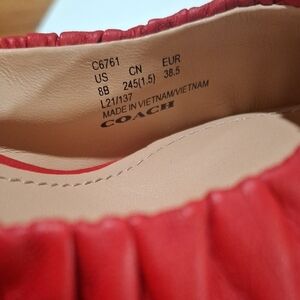 C6761
US CN EUR
8B 245(1.5) 38.5
L21/137
MADE IN VIETNAM/VIETNAM
COACH